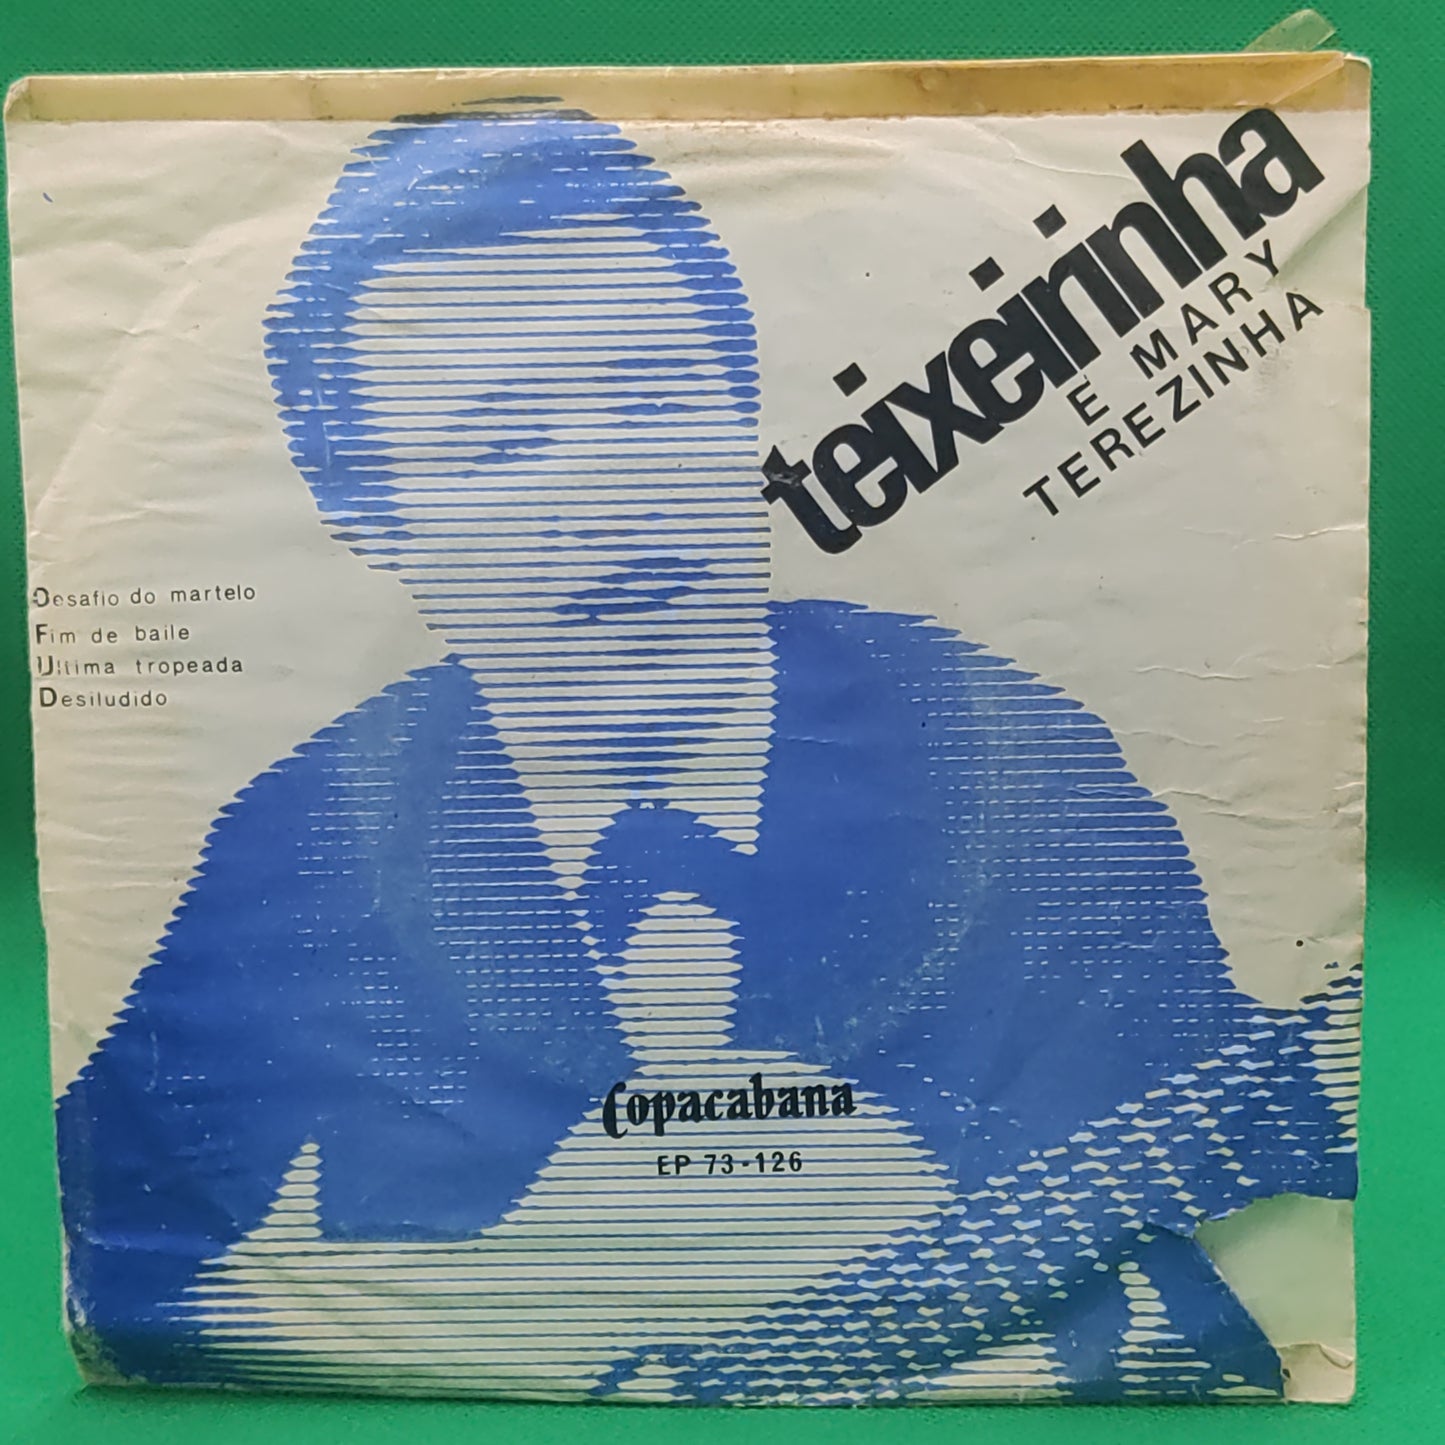 teixeirinha
E MARY
TEREZINHA
Desafio do martelo
Fim de baile
Ultima tropeada
Desiludido
Copacabana
EP 73-126